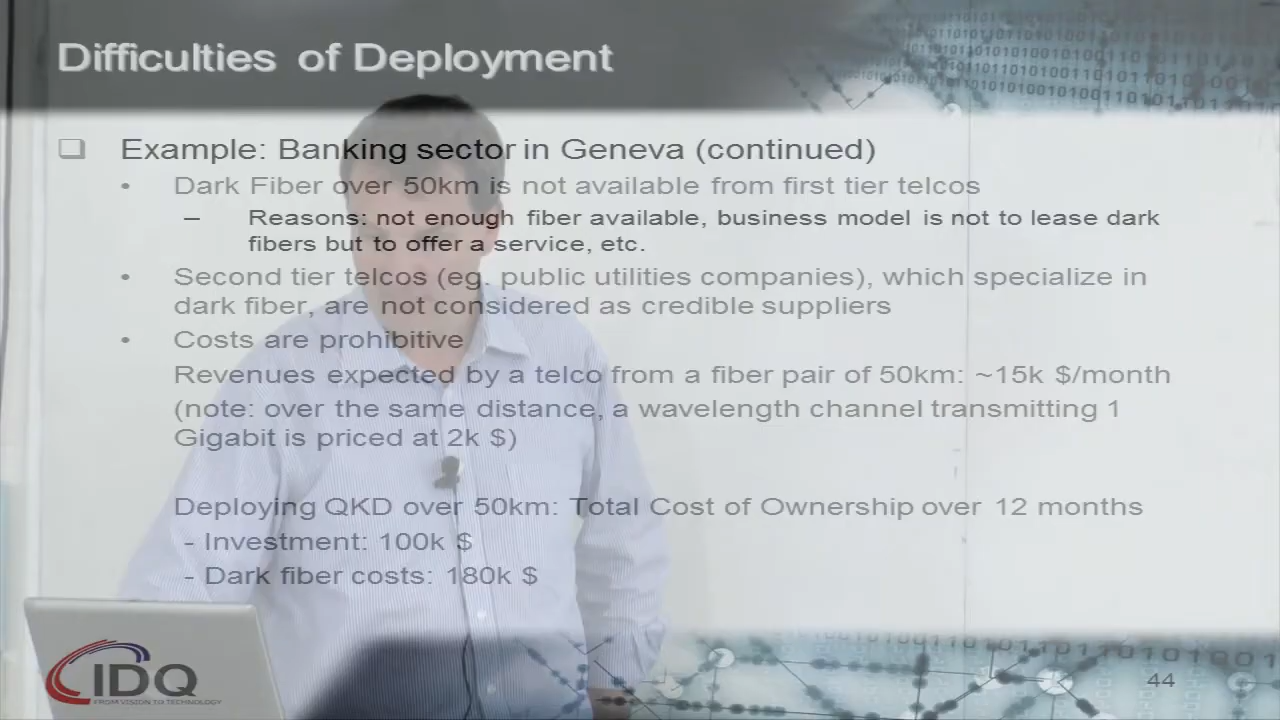 Difficulties of Deployment
❑ Example: Banking sector in Geneva (continued)
• Dark Fiber over 50km is not available from first tier telcos
– Reasons: not enough fiber available, business model is not to lease dark
fibers but to offer a service, etc.
• Second tier telcos (eg. public utilities companies), which specialize in
dark fiber, are not considered as credible suppliers
• Costs are prohibitive
Revenues expected by a telco from a fiber pair of 50km: ~15k $/month
(note: over the same distance, a wavelength channel transmitting 1
Gigabit is priced at 2k $)
Deploying QKD over 50km: Total Cost of Ownership over 12 months
- Investment: 100k $
- Dark fiber costs: 180k $
IDQ
FROM VISION TO TECHNOLOGY
44